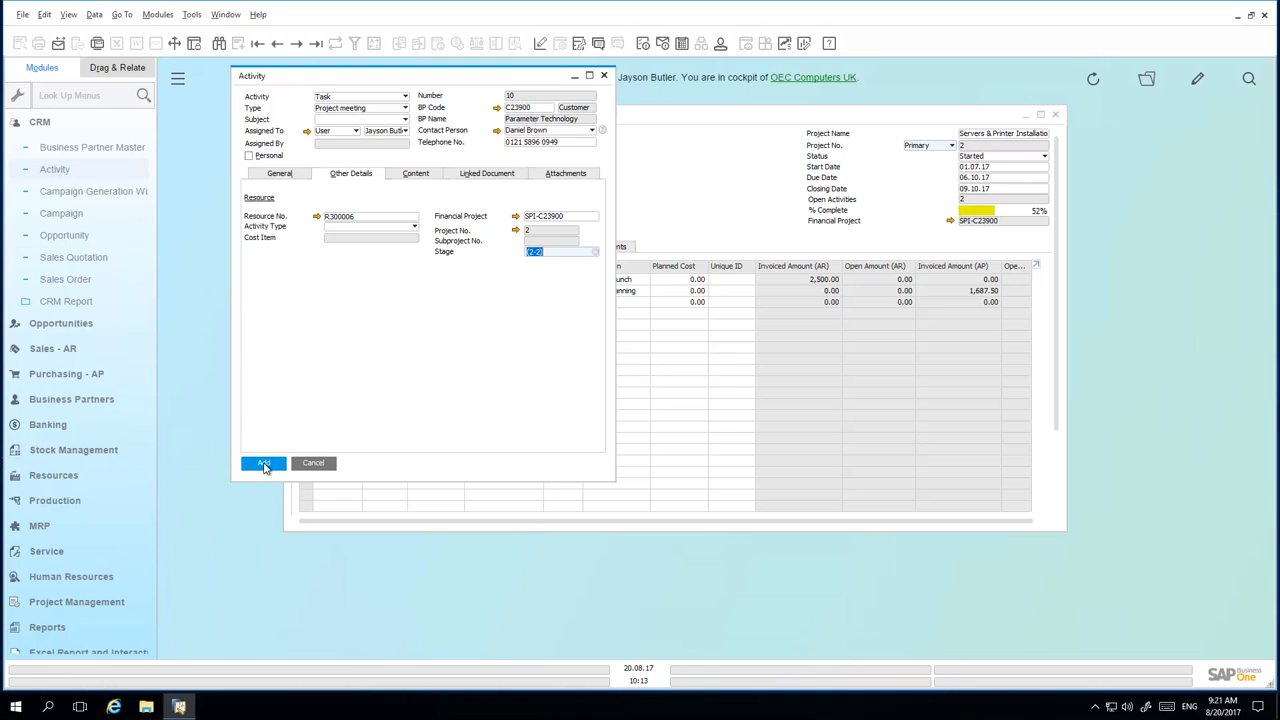 File Edit View Data Go To Modules Tools Window Help
Modules Drag & Relate
Look Up Menus
CRM
Business Partner Master
Activity
Campaign Generation Wi
Campaign
Opportunity
Sales Quotation
Sales Order
CRM Report
Opportunities
Sales - AR
Purchasing - AP
Business Partners
Banking
Stock Management
Resources
Production
MRP
Service
Human Resources
Project Management
Reports
Excel Report and Interacti
Jayson Butler. You are in cockpit of OEC Computers UK.
Activity
Activity Task Number 10
Type Project meeting BP Code C23900 Customer
Subject BP Name Parameter Technology
Assigned To User Jayson Butl Contact Person Daniel Brown
Assigned By Telephone No. 0121 5896 0949
Personal
General Other Details Content Linked Document Attachments
Resource
Resource No. R300006 Financial Project SPI-C23900
Activity Type Project No. 2
Cost Item Subproject No.
Stage (2-2)
Add Cancel
Project Name Servers & Printer Installatio
Project No. Primary 2
Status Started
Start Date 01.07.17
Due Date 06.10.17
Closing Date 09.10.17
Open Activities 2
% Complete 52%
Financial Project SPI-C23900
nts
n Planned Cost Unique ID Invoiced Amount (AR) Open Amount (AR) Invoiced Amount (AP) Ope...
unch 0.00 2,500.00 0.00 0.00
anning 0.00 0.00 0.00 1,687.50
0.00 0.00 0.00 0.00
20.08.17
10:13
SAP Business One
ENG
9:21 AM
8/20/2017